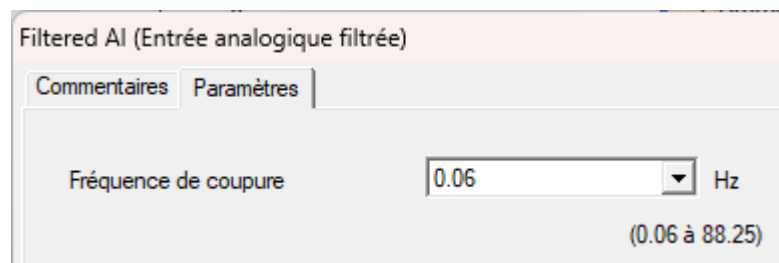 Filtered AI (Entrée analogique filtrée)
Commentaires Paramètres
Fréquence de coupure 0.06 Hz
(0.06 à 88.25)